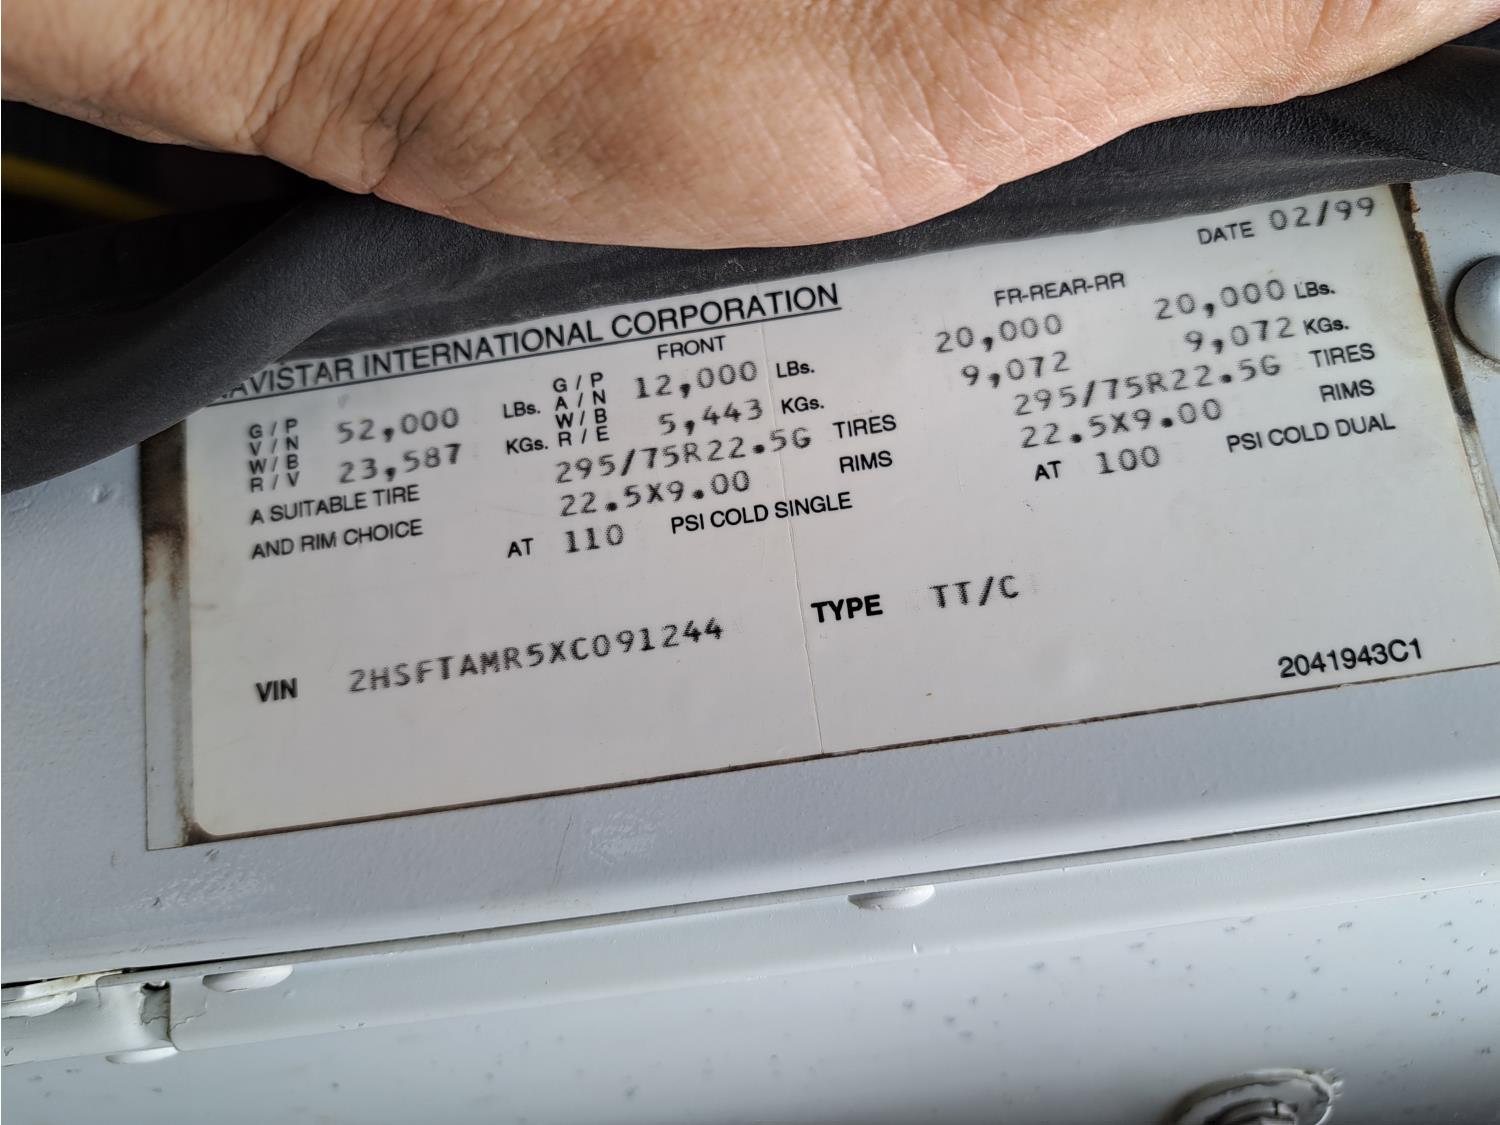 DATE 02/99
NAVISTAR INTERNATIONAL CORPORATION
FRONT FR-REAR-RR
G/P V/N W/B R/V 52,000 LBs. G/P A/N W/B R/E 12,000 LBs. 20,000 20,000 LBs.
23,587 KGs. 5,443 KGs. 9,072 9,072 KGs.
A SUITABLE TIRE 295/75R22.5G TIRES 295/75R22.5G TIRES
AND RIM CHOICE 22.5X9.00 RIMS 22.5X9.00 RIMS
AT 110 PSI COLD SINGLE AT 100 PSI COLD DUAL
VIN 2HSFTAMR5XC091244 TYPE TT/C
2041943C1